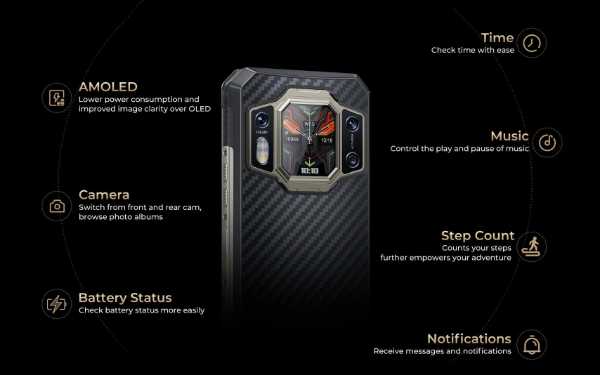 AMOLED
Lower power consumption and
improved image clarity over OLED
Camera
Switch from front and rear cam,
browse photo albums
Battery Status
Check battery status more easily
10:10
Time
Check time with ease
Music
Control the play and pause of music
Step Count
Counts your steps
further empowers your adventure
Notifications
Receive messages and notifications